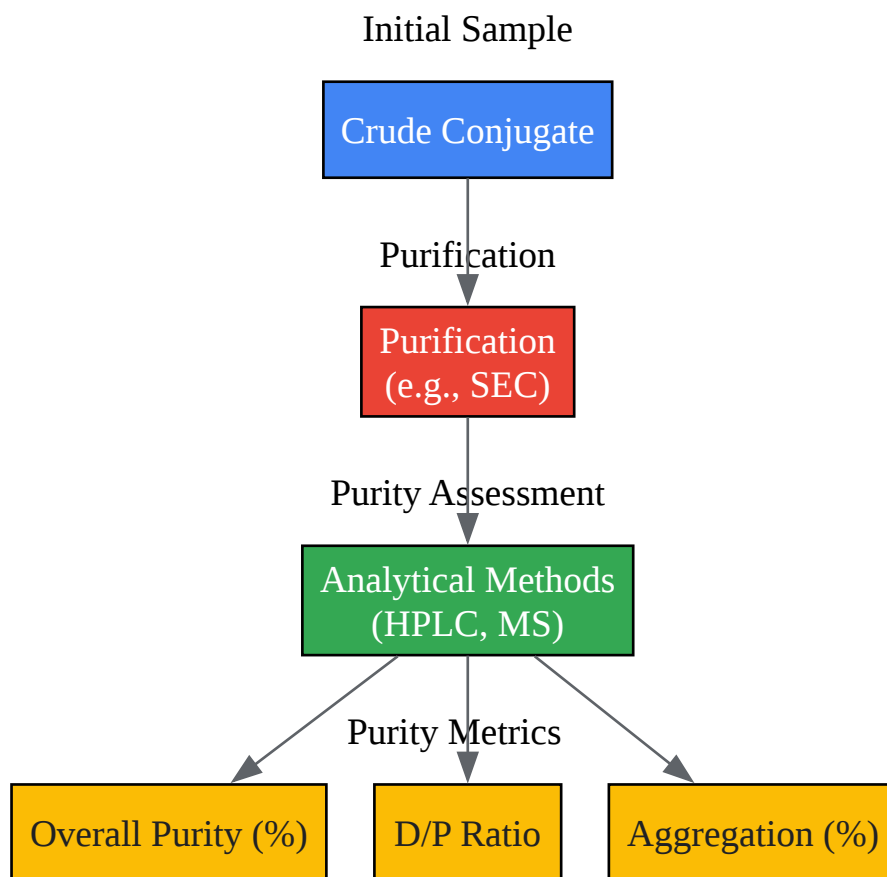 Initial Sample
Crude Conjugate
Purification
Purification
(e.g., SEC)
Purity Assessment
Analytical Methods
(HPLC, MS)
Purity Metrics
Overall Purity (%)
D/P Ratio
Aggregation (%)